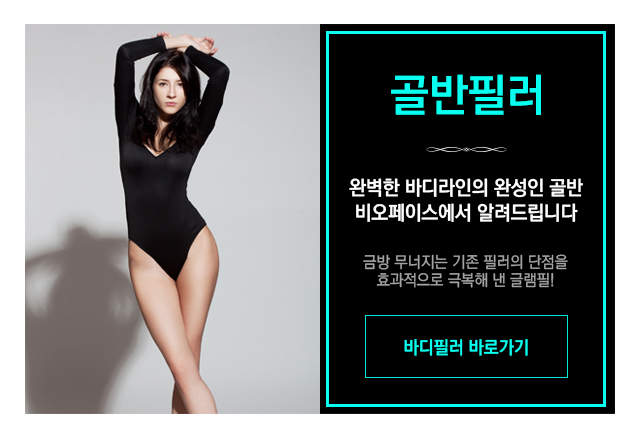 골반필러
완벽한 바디라인의 완성인 골반
비오페이스에서 알려드립니다
금방 무너지는 기존 필러의 단점을
효과적으로 극복해 낸 글램필!
바디필러 바로가기